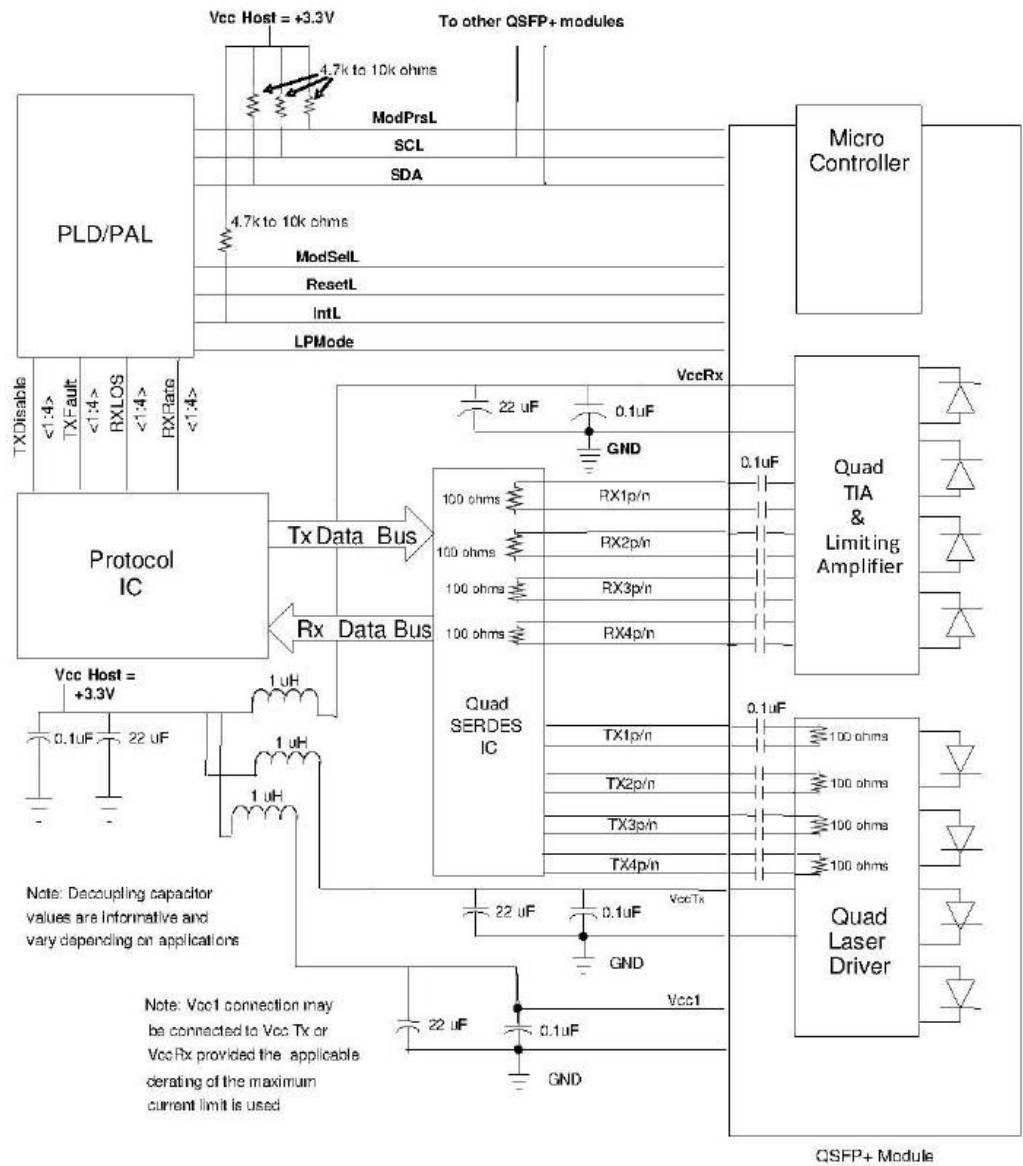 Vcc Host = +3.3V
To other QSFP+ modules
4.7k to 10k ohms
ModPrsL
SCL
SDA
PLD/PAL
4.7k to 10k ohms
ModSelL
ResetL
IntL
LPMode
Micro
Controller
TXDisable
<1:4>
TXFault
<1:4>
RXLOS
<1:4>
RXRate
<1:4>
VccRx
22 uF
0.1uF
GND
0.1uF
Protocol
IC
Tx Data Bus
Rx Data Bus
100 ohms
100 ohms
100 ohms
100 ohms
RX1p/n
RX2p/n
RX3p/n
RX4p/n
Quad
TIA
&
Limiting
Amplifier
Vcc Host =
+3.3V
0.1uF
22 uF
1 uH
1 uH
1 uH
Quad
SERDES
IC
0.1uF
TX1p/n
TX2p/n
TX3p/n
TX4p/n
100 ohms
100 ohms
100 ohms
100 ohms
Quad
Laser
Driver
VccTx
22 uF
0.1uF
GND
Note: Decoupling capacitor
values are informative and
vary depending on applications
Vcc1
22 uF
0.1uF
GND
Note: Vcc1 connection may
be connected to Vcc Tx or
VccRx provided the applicable
derating of the maximum
current limit is used
QSFP+ Module